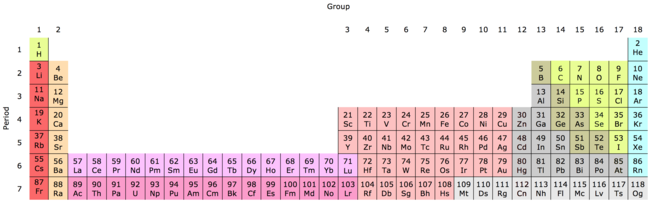 Group
1 2 3 4 5 6 7 8 9 10 11 12 13 14 15 16 17 18
Period
1 1 2
H He
2 3 4 5 6 7 8 9 10
Li Be B C N O F Ne
3 11 12 13 14 15 16 17 18
Na Mg Al Si P S Cl Ar
4 19 20 21 22 23 24 25 26 27 28 29 30 31 32 33 34 35 36
K Ca Sc Ti V Cr Mn Fe Co Ni Cu Zn Ga Ge As Se Br Kr
5 37 38 39 40 41 42 43 44 45 46 47 48 49 50 51 52 53 54
Rb Sr Y Zr Nb Mo Tc Ru Rh Pd Ag Cd In Sn Sb Te I Xe
6 55 56 57 58 59 60 61 62 63 64 65 66 67 68 69 70 71 72 73 74 75 76 77 78 79 80 81 82 83 84 85 86
Cs Ba La Ce Pr Nd Pm Sm Eu Gd Tb Dy Ho Er Tm Yb Lu Hf Ta W Re Os Ir Pt Au Hg Tl Pb Bi Po At Rn
7 87 88 89 90 91 92 93 94 95 96 97 98 99 100 101 102 103 104 105 106 107 108 109 110 111 112 113 114 115 116 117 118
Fr Ra Ac Th Pa U Np Pu Am Cm Bk Cf Es Fm Md No Lr Rf Db Sg Bh Hs Mt Ds Rg Cn Nh Fl Mc Lv Ts Og